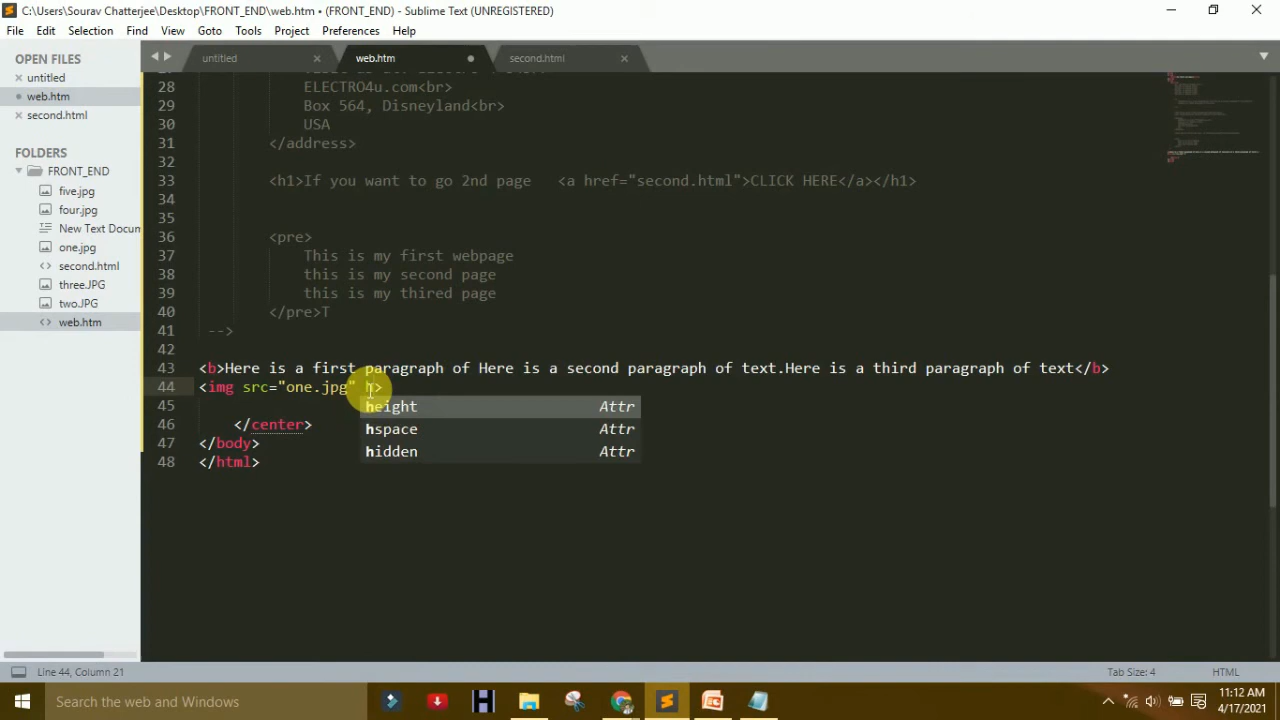 C:\Users\Sourav Chatterjee\Desktop\FRONT_END\web.htm • (FRONT_END) - Sublime Text (UNREGISTERED)
File Edit Selection Find View Goto Tools Project Preferences Help
OPEN FILES
untitled
web.htm
second.html
FOLDERS
FRONT_END
five.jpg
four.jpg
New Text Docum
one.jpg
second.html
three.JPG
two.JPG
web.htm
untitled web.htm second.html
28 ELECTRO4u.com<br>
29 Box 564, Disneyland<br>
30 USA
31 </address>
32
33 <h1>If you want to go 2nd page <a href="second.html">CLICK HERE</a></h1>
34
35
36 <pre>
37 This is my first webpage
38 this is my second page
39 this is my thired page
40 </pre>T
41 -->
42
43 <b>Here is a first paragraph of Here is a second paragraph of text.Here is a third paragraph of text</b>
44 <img src="one.jpg" h>
height Attr
hspace Attr
hidden Attr
45
46 </center>
47 </body>
48 </html>
Line 44, Column 21 Tab Size: 4 HTML
Search the web and Windows
11:12 AM
4/17/2021